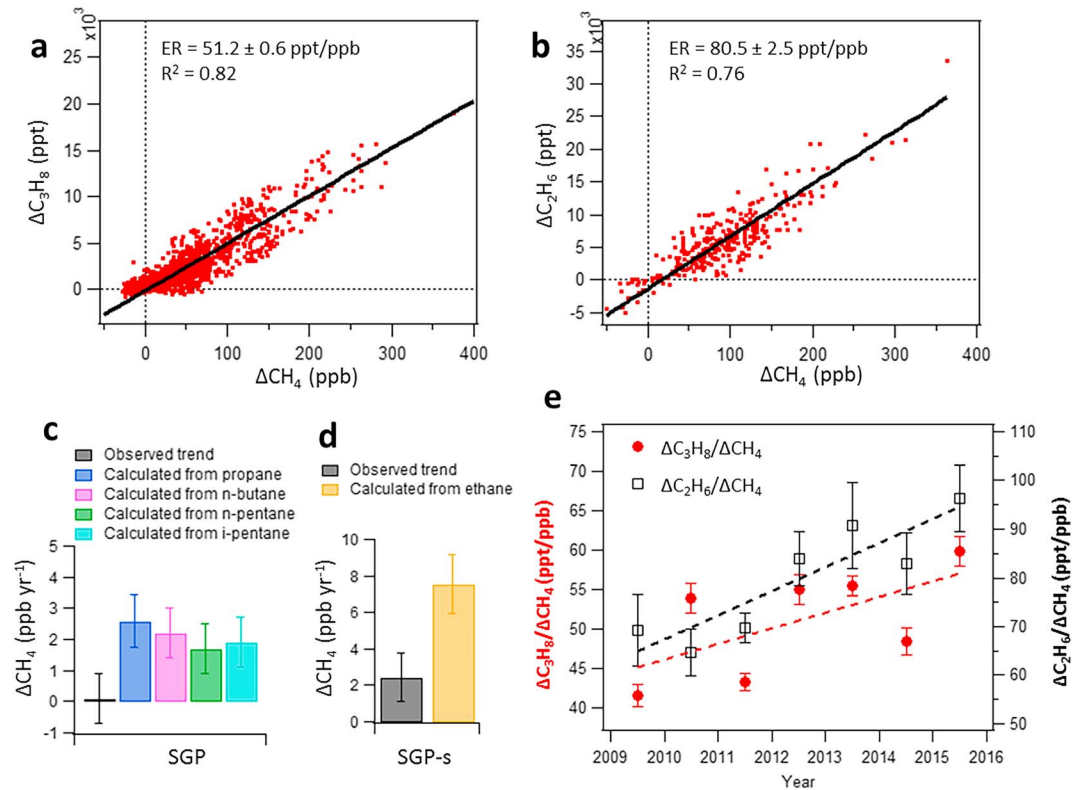 a
x10³
ER = 51.2 ± 0.6 ppt/ppb
R² = 0.82
20
15
10
5
0
ΔC₃H₈ (ppt)
0
100
200
300
400
ΔCH₄ (ppb)
b
x10³
ER = 80.5 ± 2.5 ppt/ppb
R² = 0.76
35
30
25
20
15
10
5
0
-5
ΔC₂H₆ (ppt)
0
100
200
300
400
ΔCH₄ (ppb)
c
Observed trend
Calculated from propane
Calculated from n-butane
Calculated from n-pentane
Calculated from i-pentane
5
4
3
2
1
0
-1
ΔCH₄ (ppb yr⁻¹)
SGP
d
Observed trend
Calculated from ethane
10
8
6
4
2
0
ΔCH₄ (ppb yr⁻¹)
SGP-s
e
ΔC₃H₈/ΔCH₄
ΔC₂H₆/ΔCH₄
75
70
65
60
55
50
45
40
ΔC₃H₈/ΔCH₄ (ppt/ppb)
110
100
90
80
70
60
50
ΔC₂H₆/ΔCH₄ (ppt/ppb)
2009
2010
2011
2012
2013
2014
2015
2016
Year